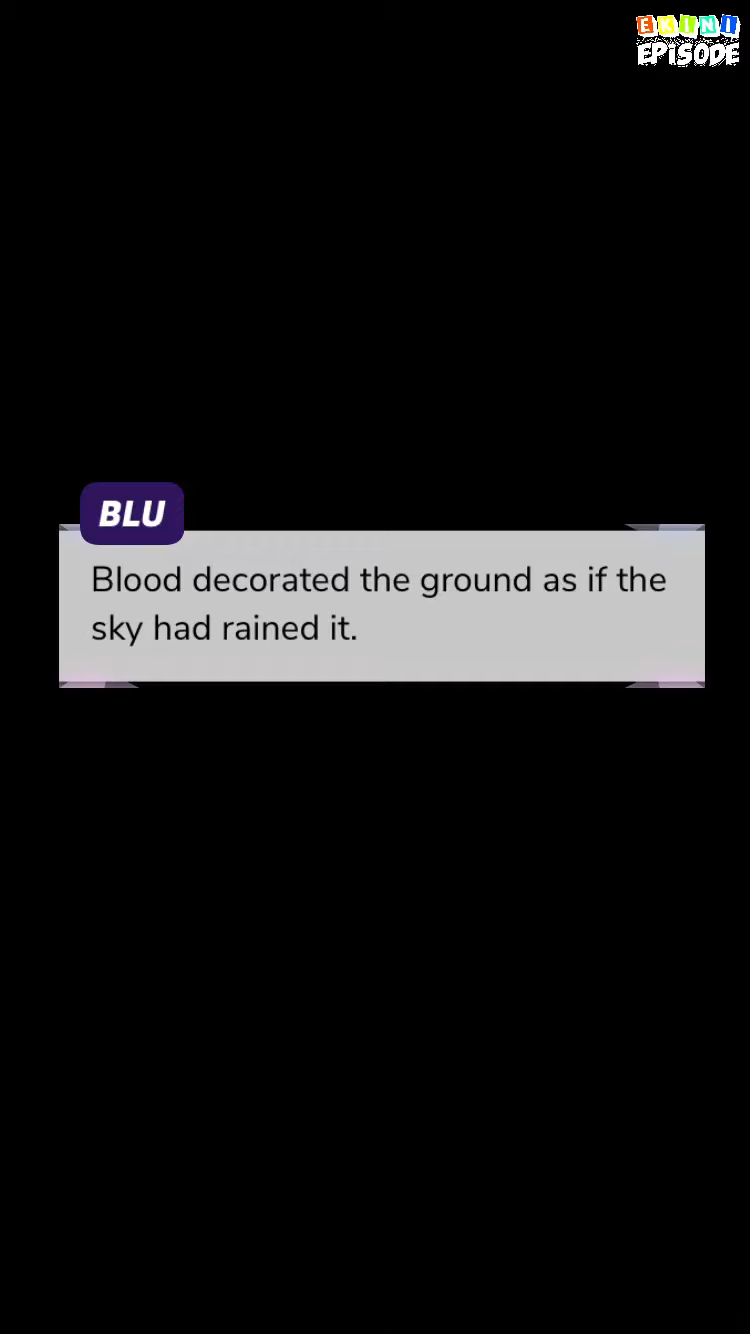 EKINI
EPISODE
BLU
Blood decorated the ground as if the
sky had rained it.